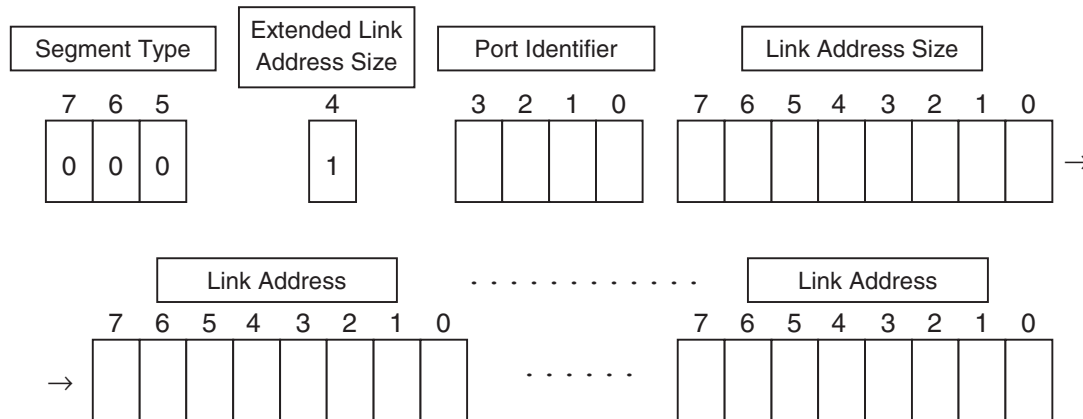 Segment Type
Extended Link
Address Size
Port Identifier
Link Address Size
7 6 5 4 3 2 1 0 7 6 5 4 3 2 1 0
0 0 0 1 →
Link Address . . . . . . . . . . . . Link Address
7 6 5 4 3 2 1 0 7 6 5 4 3 2 1 0
→ . . . . . .